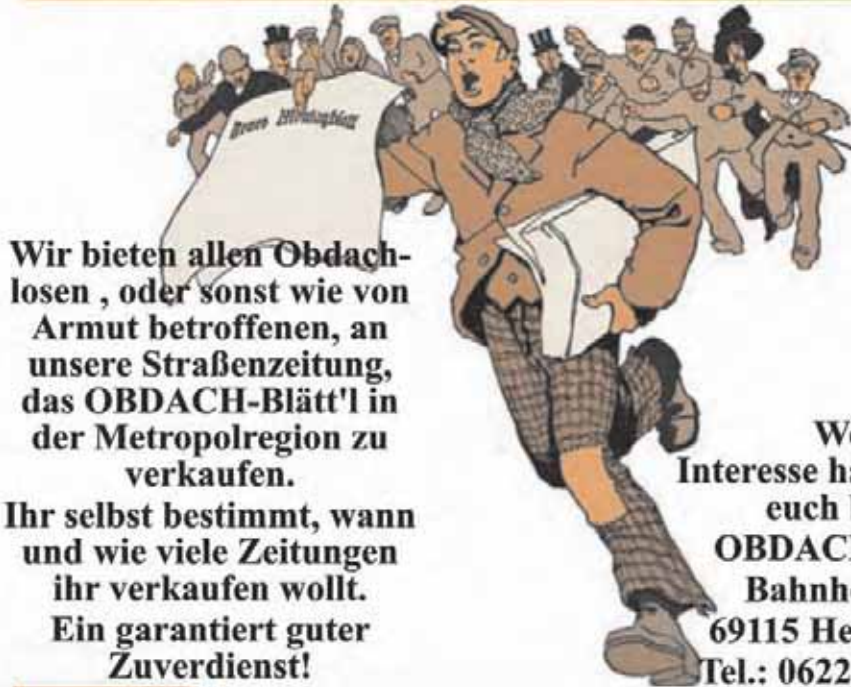 Wir bieten allen Obdach-
losen , oder sonst wie von
Armut betroffenen, an
unsere Straßenzeitung,
das OBDACH-Blätt'l in
der Metropolregion zu
verkaufen.
Ihr selbst bestimmt, wann
und wie viele Zeitungen
ihr verkaufen wollt.
Ein garantiert guter
Zuverdienst!
Interesse
euch
OBDACH
69115
Tel.: 0622